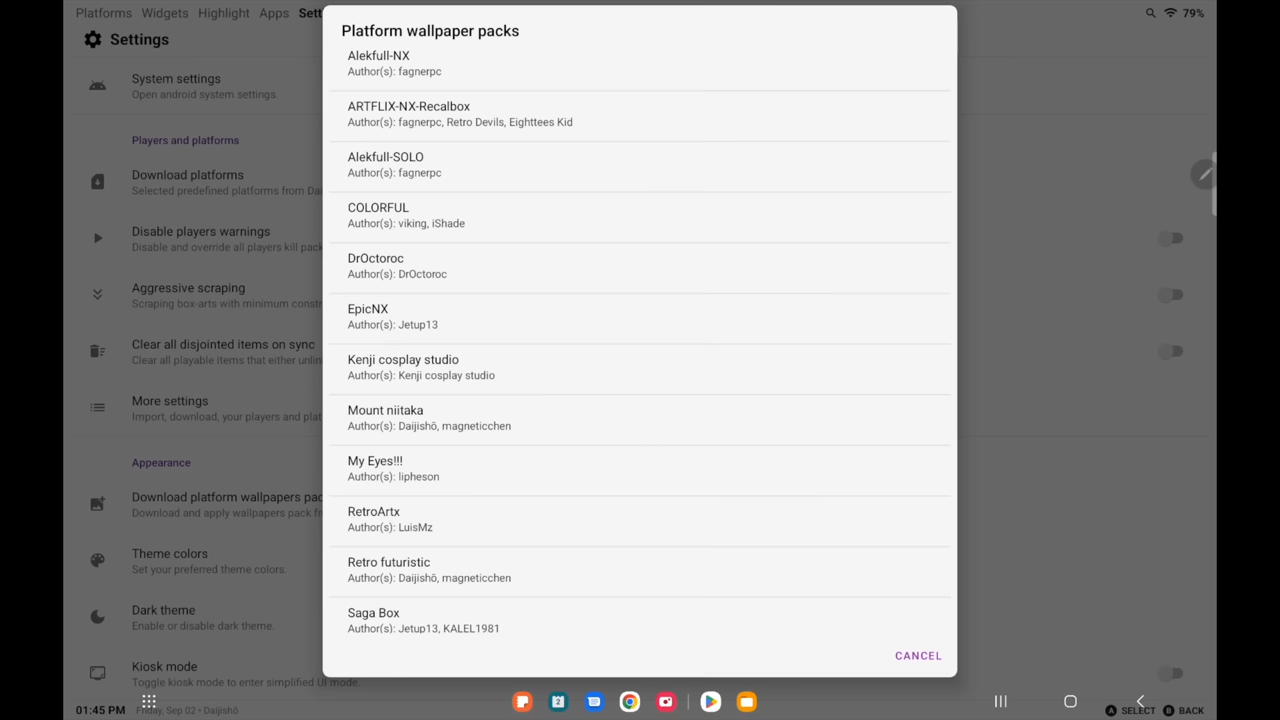 Platforms Widgets Highlight Apps Sett
79%
Settings
System settings
Open android system settings.
Players and platforms
Download platforms
Selected predefined platforms from Dai
Disable players warnings
Disable and override all players kill pack
Aggressive scraping
Scraping box-arts with minimum constr
Clear all disjointed items on sync
Clear all playable items that either unlin
More settings
Import, download, your players and plat
Appearance
Download platform wallpapers pac
Download and apply wallpapers pack fr
Theme colors
Set your preferred theme colors.
Dark theme
Enable or disable dark theme.
Kiosk mode
Toggle kiosk mode to enter simplified UI mode.
Platform wallpaper packs
Alekfull-NX
Author(s): fagnerpc
ARTFLIX-NX-Recalbox
Author(s): fagnerpc, Retro Devils, Eighttees Kid
Alekfull-SOLO
Author(s): fagnerpc
COLORFUL
Author(s): viking, iShade
DrOctoroc
Author(s): DrOctoroc
EpicNX
Author(s): Jetup13
Kenji cosplay studio
Author(s): Kenji cosplay studio
Mount niitaka
Author(s): Daijishō, magneticchen
My Eyes!!!
Author(s): lipheson
RetroArtx
Author(s): LuisMz
Retro futuristic
Author(s): Daijishō, magneticchen
Saga Box
Author(s): Jetup13, KALEL1981
CANCEL
2
01:45 PM Friday, Sep 02 • Daijishō
A SELECT B BACK